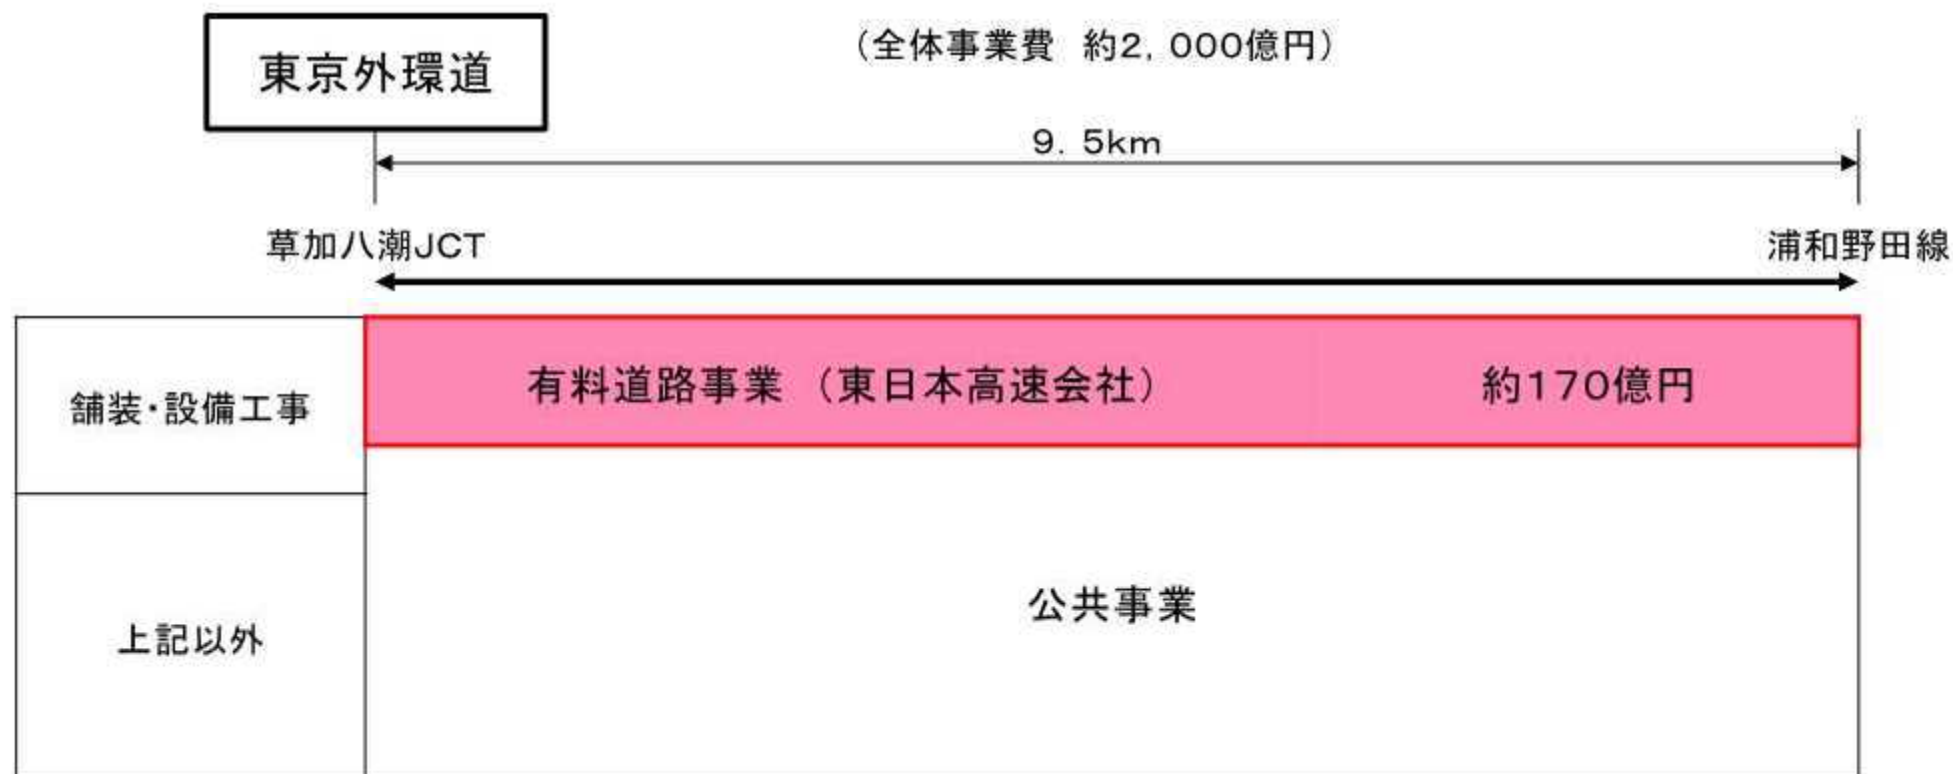 東京外環道
（全体事業費　約2，000億円）
9．5km
草加八潮JCT
浦和野田線
舗装・設備工事
有料道路事業　（東日本高速会社）　約170億円
上記以外
公共事業